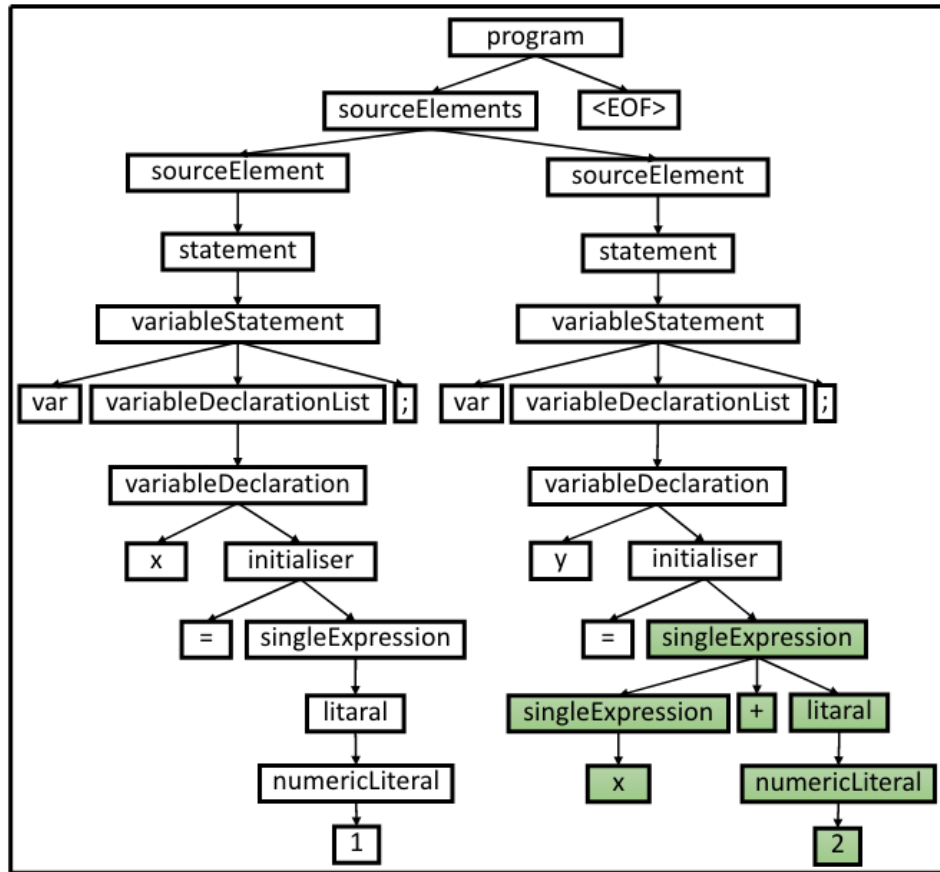 program
sourceElements <EOF>
sourceElement sourceElement
statement statement
variableStatement variableStatement
var variableDeclarationList ; var variableDeclarationList ;
variableDeclaration variableDeclaration
x initialiser y initialiser
= singleExpression = singleExpression
litaral singleExpression + litaral
numericLiteral x numericLiteral
1 2